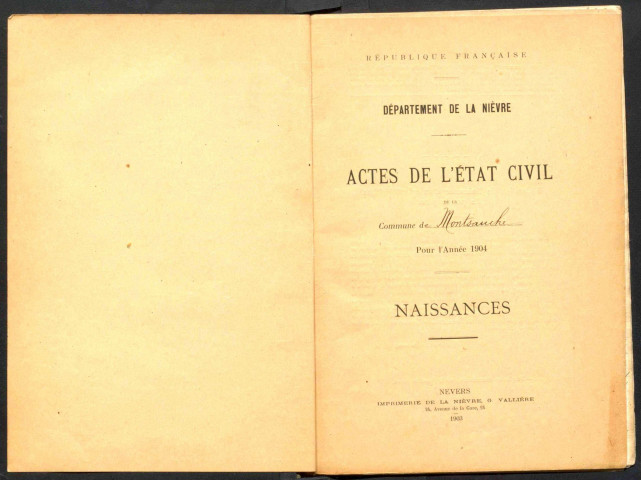 RÉPUBLIQUE FRANÇAISE
DÉPARTEMENT DE LA NIÈVRE
ACTES DE L'ÉTAT CIVIL
DE LA
Commune de Montsauche
Pour l'Année 1904
NAISSANCES
NEVERS
IMPRIMERIE DE LA NIÈVRE, G. VALLIÈRE
Avenue de la Gare
1903